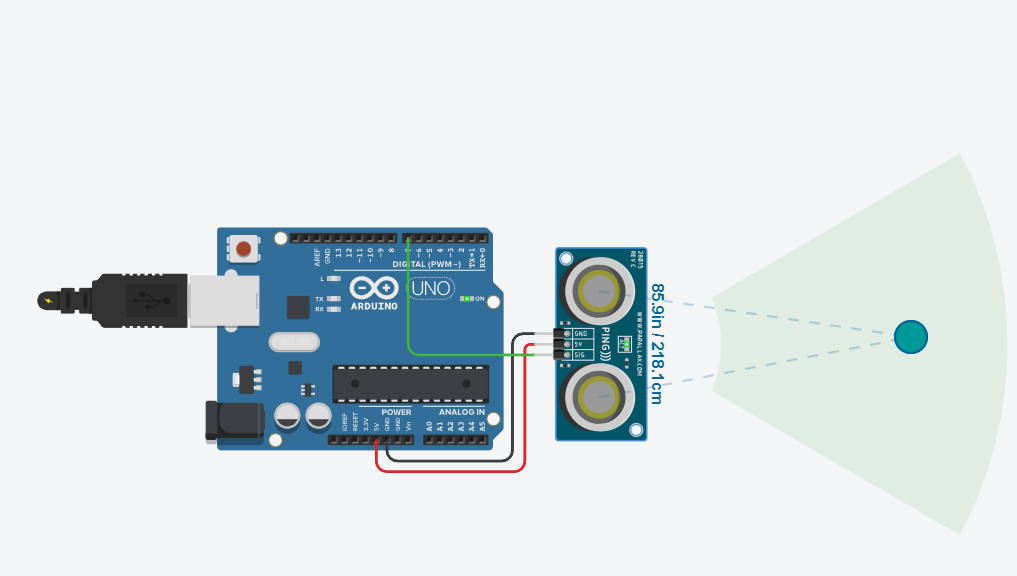 AREF
GND
13
12
~11
~10
~9
8
7
~6
~5
4
~3
2
TX→1
RX←0
DIGITAL (PWM~)
L
TX
RX
ARDUINO
UNO
ON
POWER
ANALOG IN
IOREF
RESET
3.3V
5V
GND
GND
Vin
A0
A1
A2
A3
A4
A5
28015
REV C
GND
5V
SIG
PING)))
WWW.PARALLAX.COM
85.9in / 218.1cm